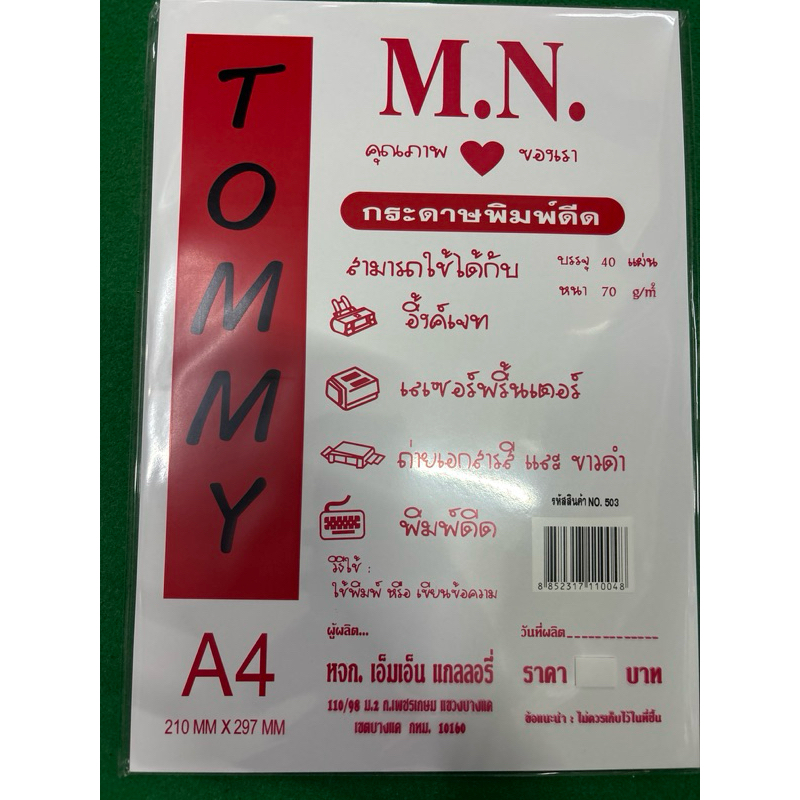 TOMMY
M.N.
คุณภาพ ของเรา
กระดาษพิมพ์ดีด
สามารถใช้ได้กับ
บรรจุ 40 แผ่น
หนา 70 g/m²
อิ้งค์เจท
เลเซอร์พริ้นเตอร์
ถ่ายเอกสารสี และ ขาวดำ
พิมพ์ดีด
รหัสสินค้า NO. 503
8 852317 110048
วิธีใช้ :
ใช้พิมพ์ หรือ เขียนข้อความ
A4
210 MM X 297 MM
ผู้ผลิต...
หจก. เอ็มเอ็น แกลลอรี่
110/98 ม.2 ถ.เพชรเกษม แขวงบางแค
เขตบางแค กทม. 10160
วันที่ผลิต
ราคา บาท
ข้อแนะนำ : ไม่ควรเก็บไว้ในที่ชื้น